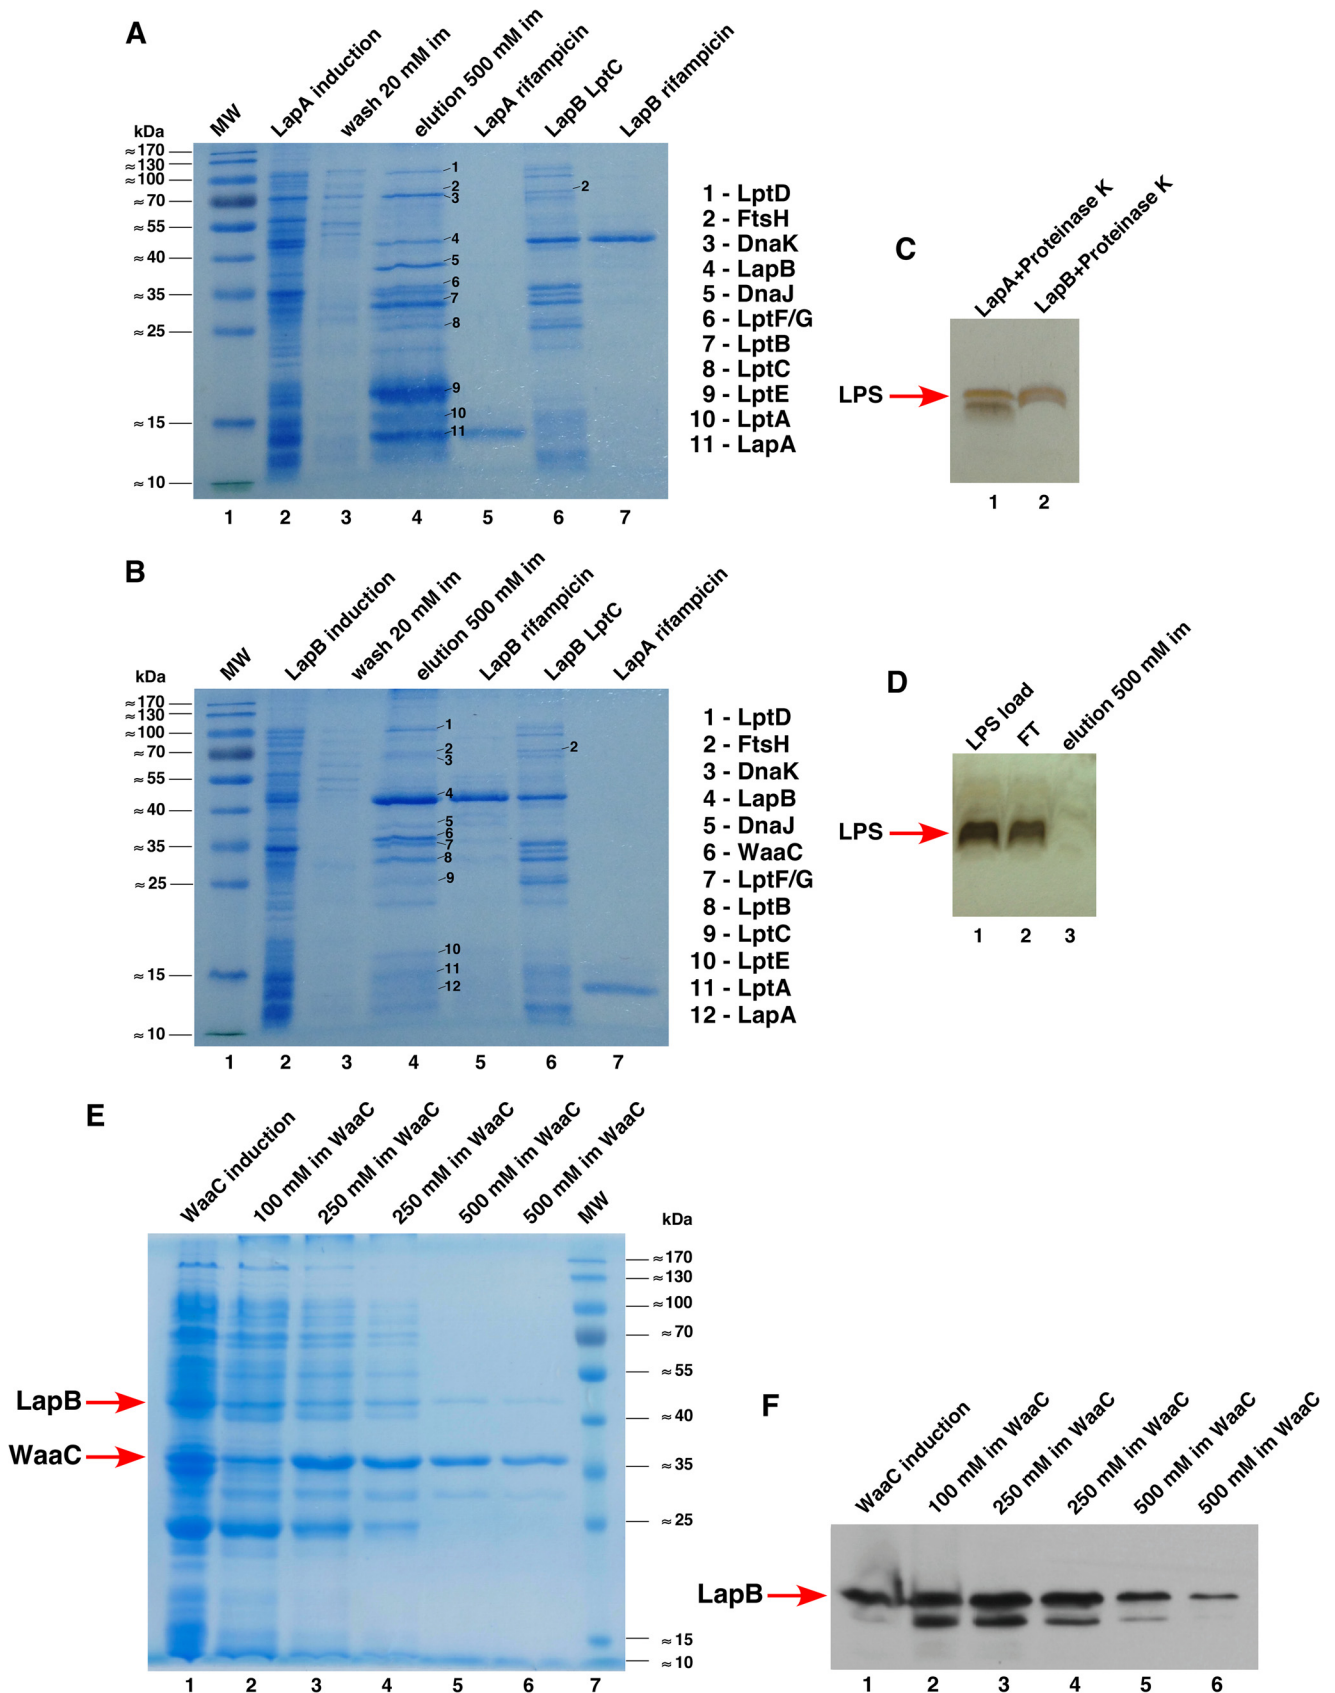 A
MW
LapA induction
wash 20 mM im
elution 500 mM im
LapA rifampicin
LapB LptC
LapB rifampicin
kDa
≈170
≈130
≈100
≈70
≈55
≈40
≈35
≈25
≈15
≈10
1
2
3
4
5
6
7
8
9
10
11
2
1 2 3 4 5 6 7
1 - LptD
2 - FtsH
3 - DnaK
4 - LapB
5 - DnaJ
6 - LptF/G
7 - LptB
8 - LptC
9 - LptE
10 - LptA
11 - LapA
C
LapA+Proteinase K
LapB+Proteinase K
LPS
1 2
B
MW
LapB induction
wash 20 mM im
elution 500 mM im
LapB rifampicin
LapB LptC
LapA rifampicin
kDa
≈170
≈130
≈100
≈70
≈55
≈40
≈35
≈25
≈15
≈10
1
2
3
4
5
6
7
8
9
10
11
12
2
1 2 3 4 5 6 7
1 - LptD
2 - FtsH
3 - DnaK
4 - LapB
5 - DnaJ
6 - WaaC
7 - LptF/G
8 - LptB
9 - LptC
10 - LptE
11 - LptA
12 - LapA
D
LPS load
FT
elution 500 mM im
LPS
1 2 3
E
WaaC induction
100 mM im WaaC
250 mM im WaaC
250 mM im WaaC
500 mM im WaaC
500 mM im WaaC
MW
kDa
≈170
≈130
≈100
≈70
≈55
≈40
≈35
≈25
≈15
≈10
LapB
WaaC
1 2 3 4 5 6 7
F
WaaC induction
100 mM im WaaC
250 mM im WaaC
250 mM im WaaC
500 mM im WaaC
500 mM im WaaC
LapB
1 2 3 4 5 6